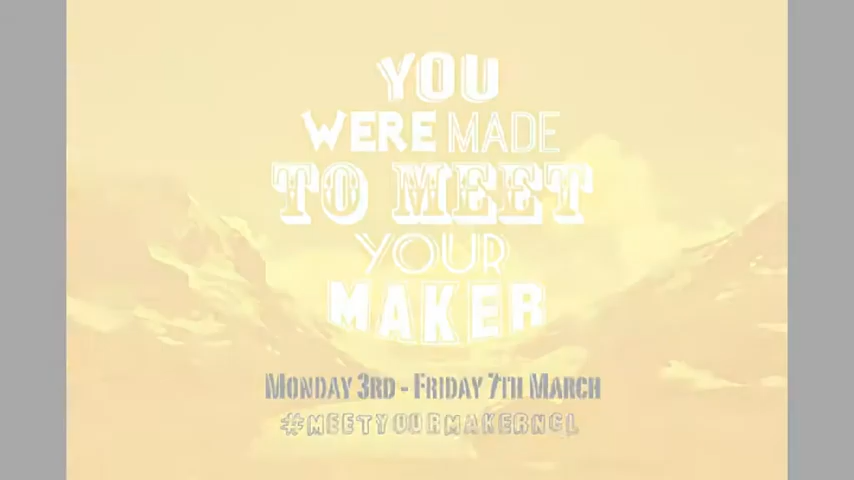 YOU
WERE MADE
TO MEET
YOUR
MAKER
MONDAY 3RD - FRIDAY 7TH MARCH
#MEETYOURMAKERNCL